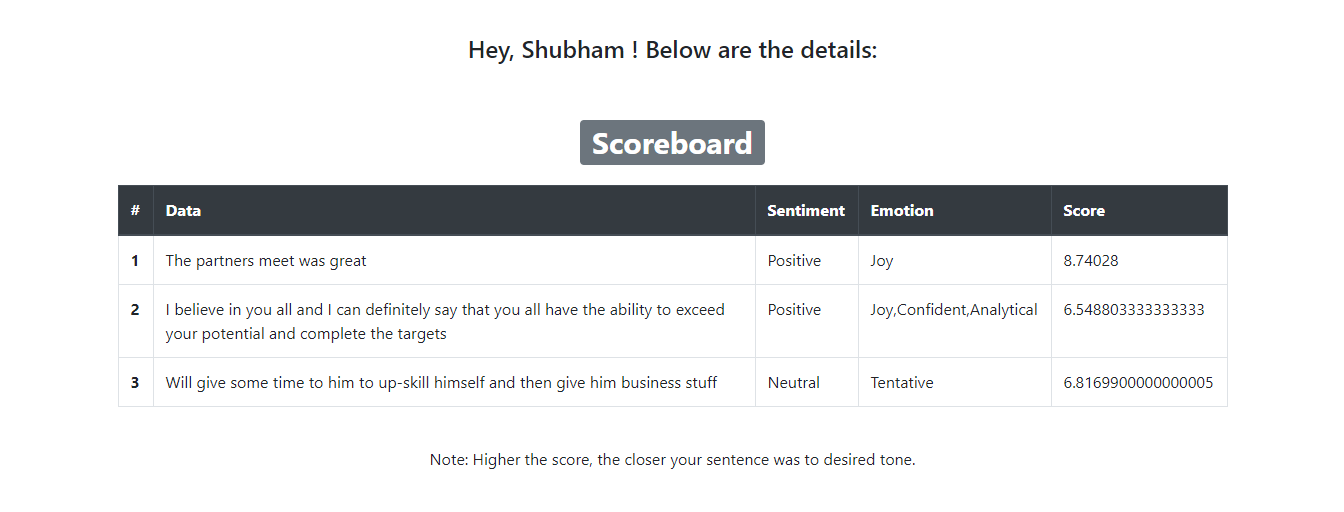 Hey, Shubham ! Below are the details:
Scoreboard
# Data Sentiment Emotion Score
1 The partners meet was great Positive Joy 8.74028
2 I believe in you all and I can definitely say that you all have the ability to exceed Positive Joy,Confident,Analytical 6.548803333333333
your potential and complete the targets
3 Will give some time to him to up-skill himself and then give him business stuff Neutral Tentative 6.8169900000000005
Note: Higher the score, the closer your sentence was to desired tone.